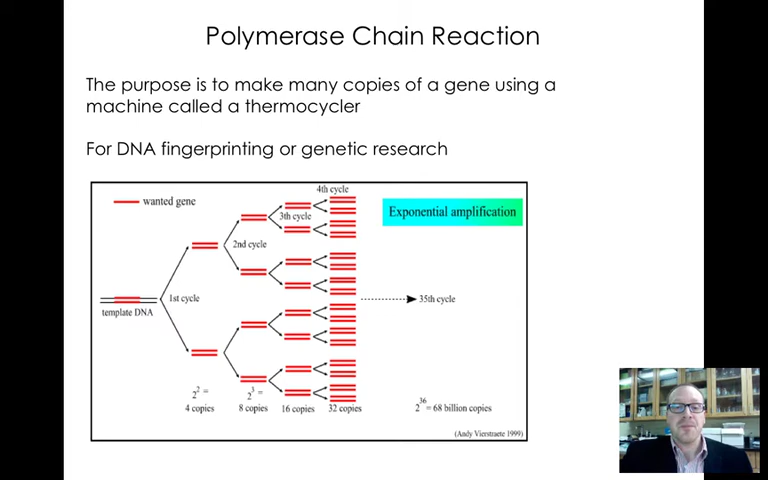 Polymerase Chain Reaction
The purpose is to make many copies of a gene using a
machine called a thermocycler
For DNA fingerprinting or genetic research
4th cycle
wanted gene
3th cycle
Exponential amplification
2nd cycle
1st cycle
35th cycle
template DNA
2² =
4 copies
2³ =
8 copies
16 copies
32 copies
2³⁶ = 68 billion copies
(Andy Vierstraete 1999)